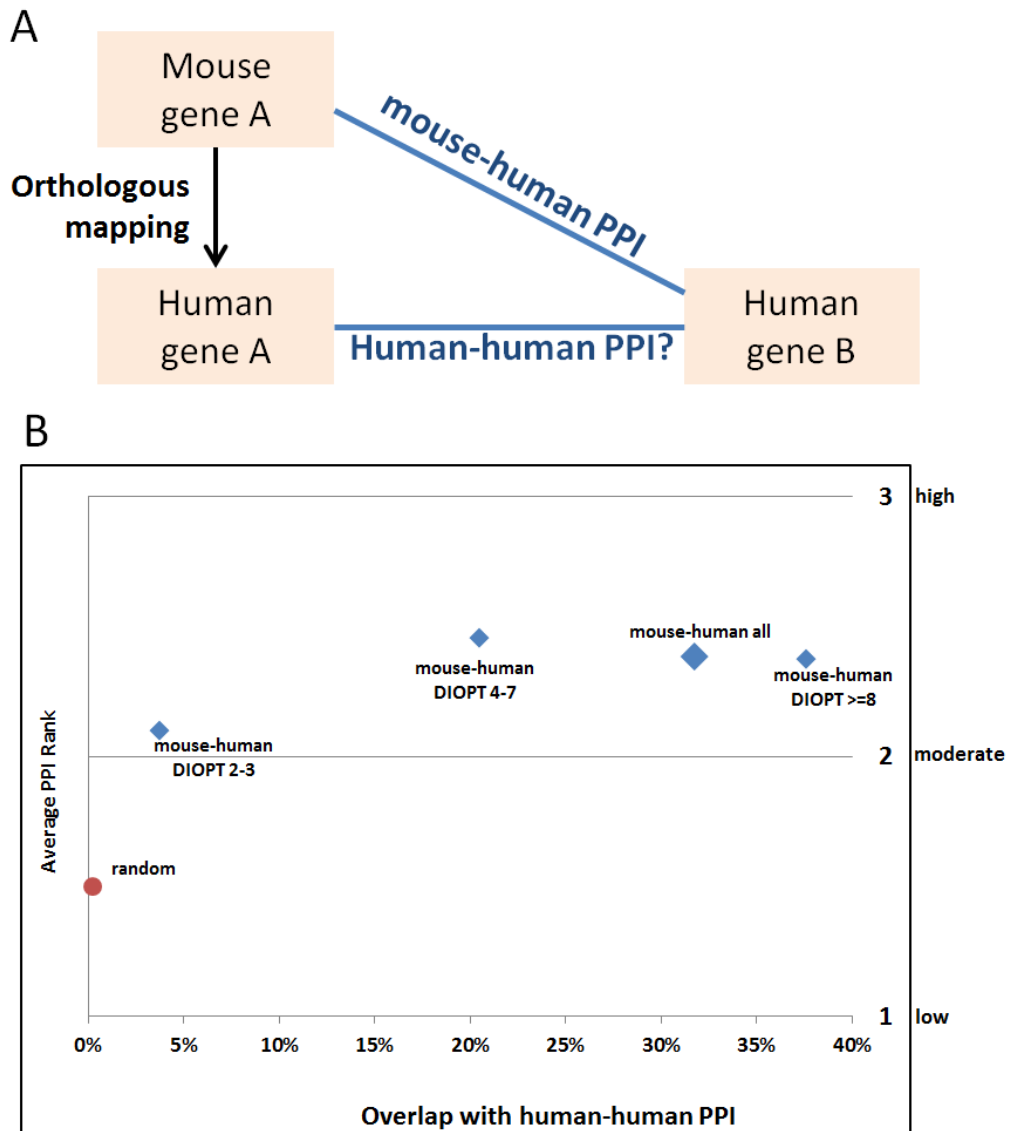 A
Mouse
gene A
mouse-human PPI
Orthologous
mapping
Human
gene A
Human-human PPI?
Human
gene B
B
3 high
mouse-human all
mouse-human
DIOPT 4-7
mouse-human
DIOPT >=8
2 moderate
mouse-human
DIOPT 2-3
Average PPI Rank
random
1 low
0% 5% 10% 15% 20% 25% 30% 35% 40%
Overlap with human-human PPI